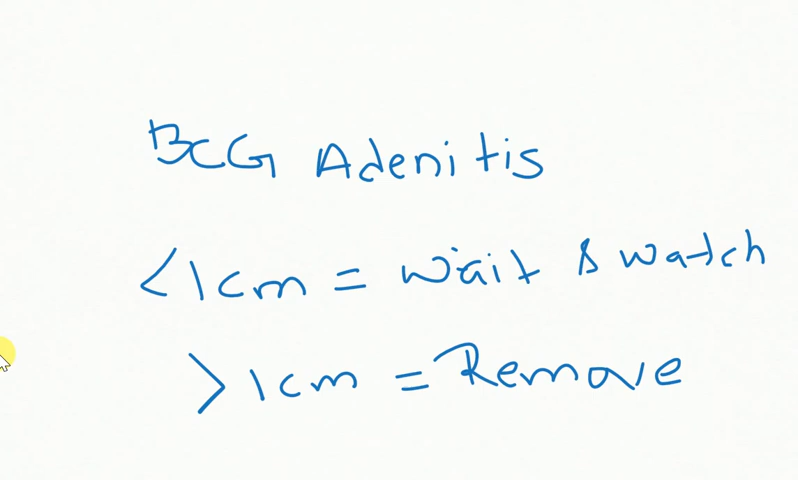 BCG Adenitis
<1cm = wait & watch
>1cm = Remove